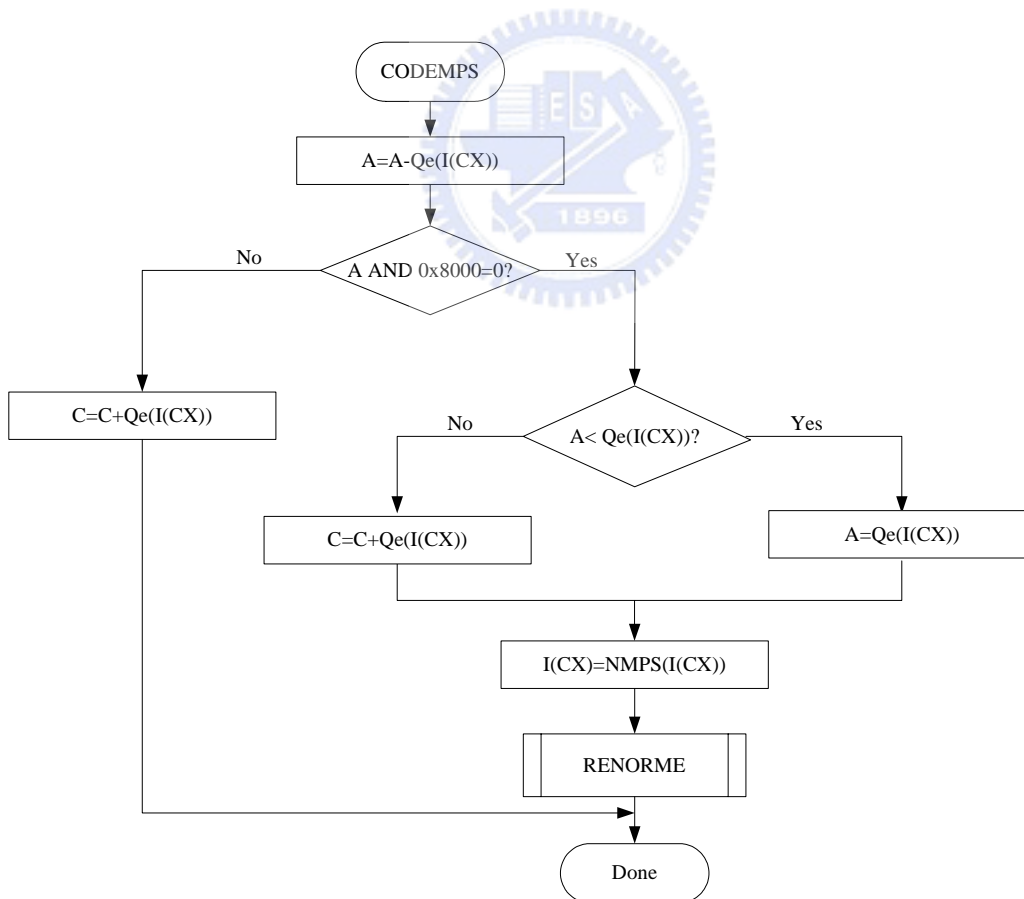 CODEMPS
A=A-Qe(I(CX))
A AND 0x8000=0?
No
Yes
C=C+Qe(I(CX))
A< Qe(I(CX))?
No
Yes
C=C+Qe(I(CX))
A=Qe(I(CX))
I(CX)=NMPS(I(CX))
RENORME
Done
E S A
1896